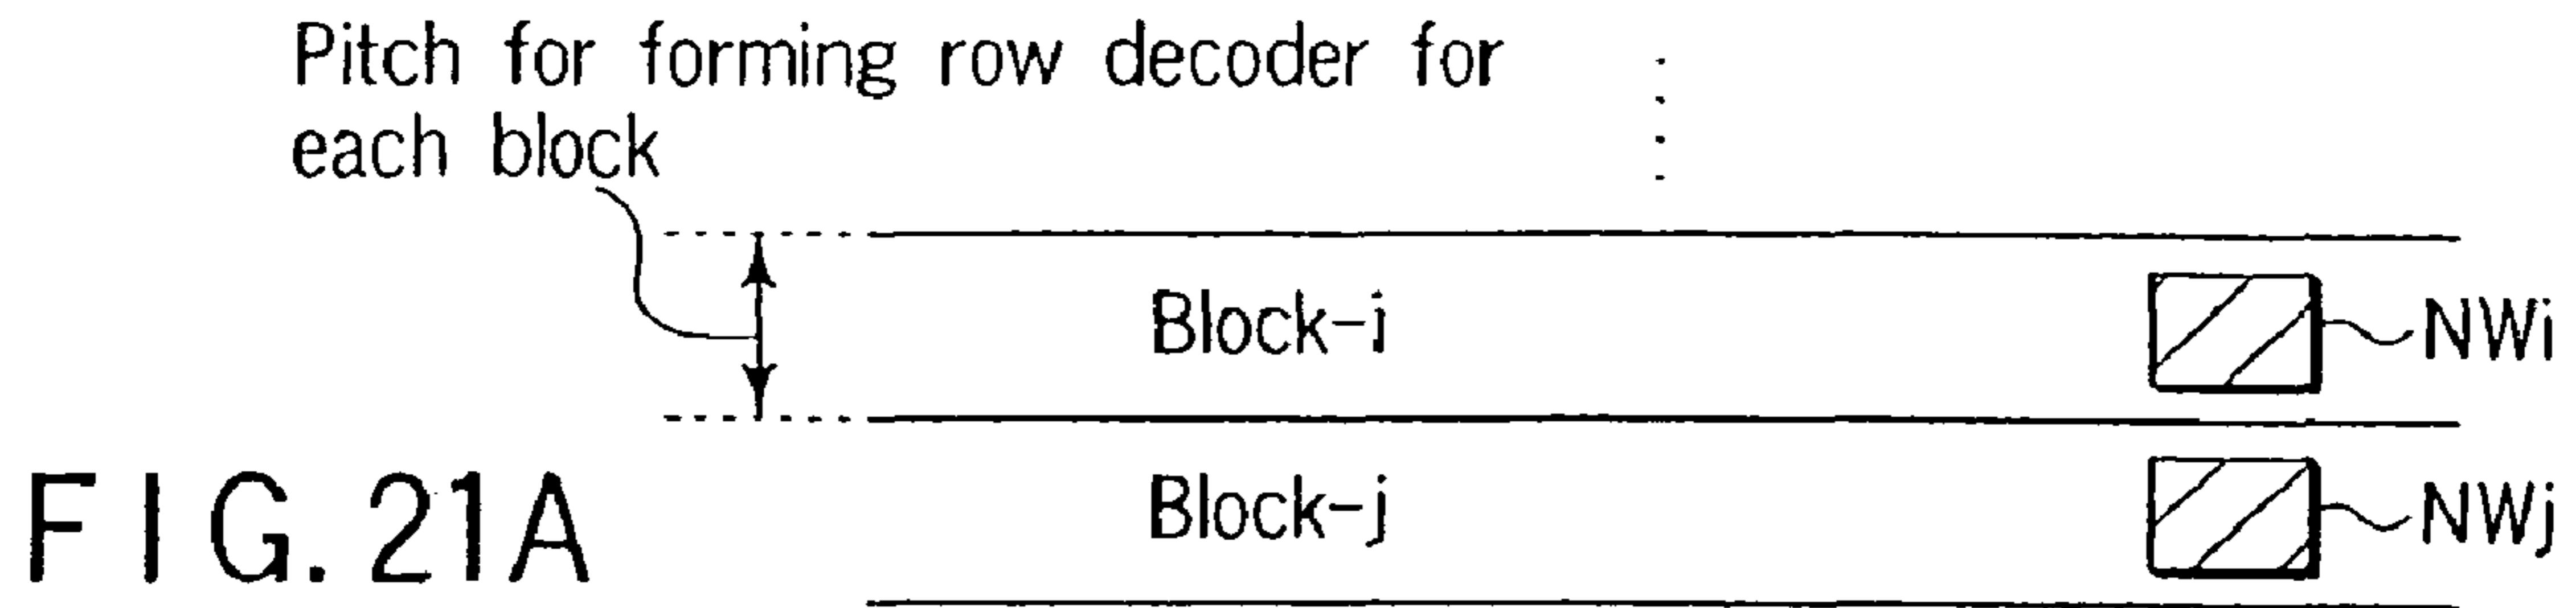 Pitch for forming row decoder for
each block
Block-i
NWi
Block-j
NWj
FIG. 21A